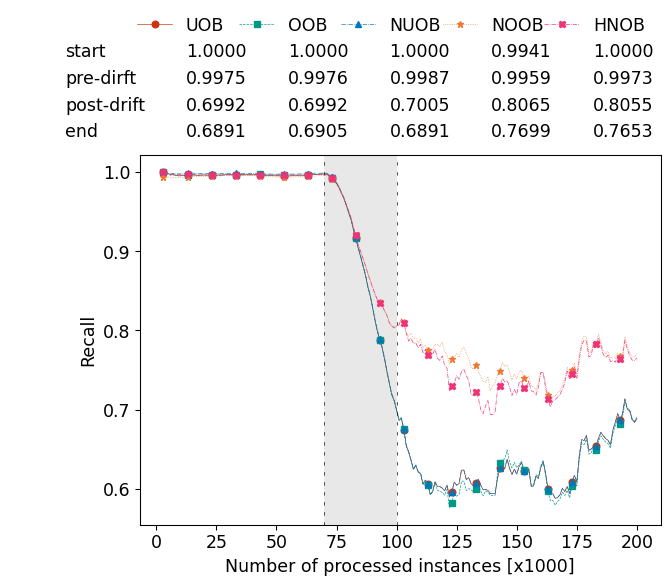 UOB OOB NUOB NOOB HNOB
start 1.0000 1.0000 1.0000 0.9941 1.0000
pre-dirft 0.9975 0.9976 0.9987 0.9959 0.9973
post-drift 0.6992 0.6992 0.7005 0.8065 0.8055
end 0.6891 0.6905 0.6891 0.7699 0.7653
1.0
0.9
0.8
0.7
0.6
Recall
0 25 50 75 100 125 150 175 200
Number of processed instances [x1000]